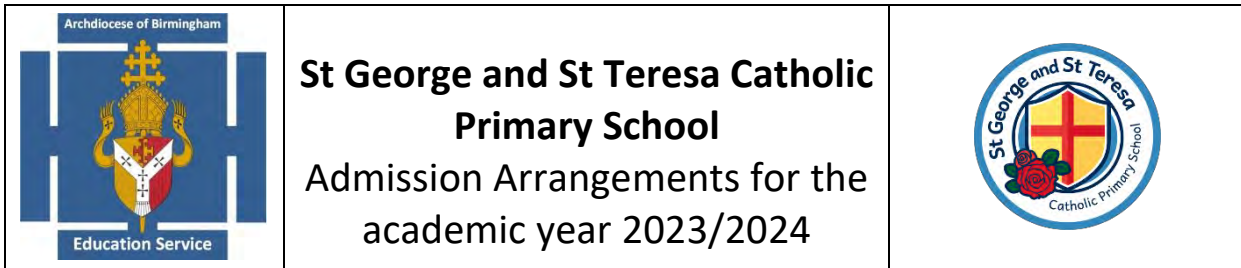 Archdiocese of Birmingham
Education Service
St George and St Teresa Catholic
Primary School
Admission Arrangements for the
academic year 2023/2024
St George and St Teresa
Catholic Primary School